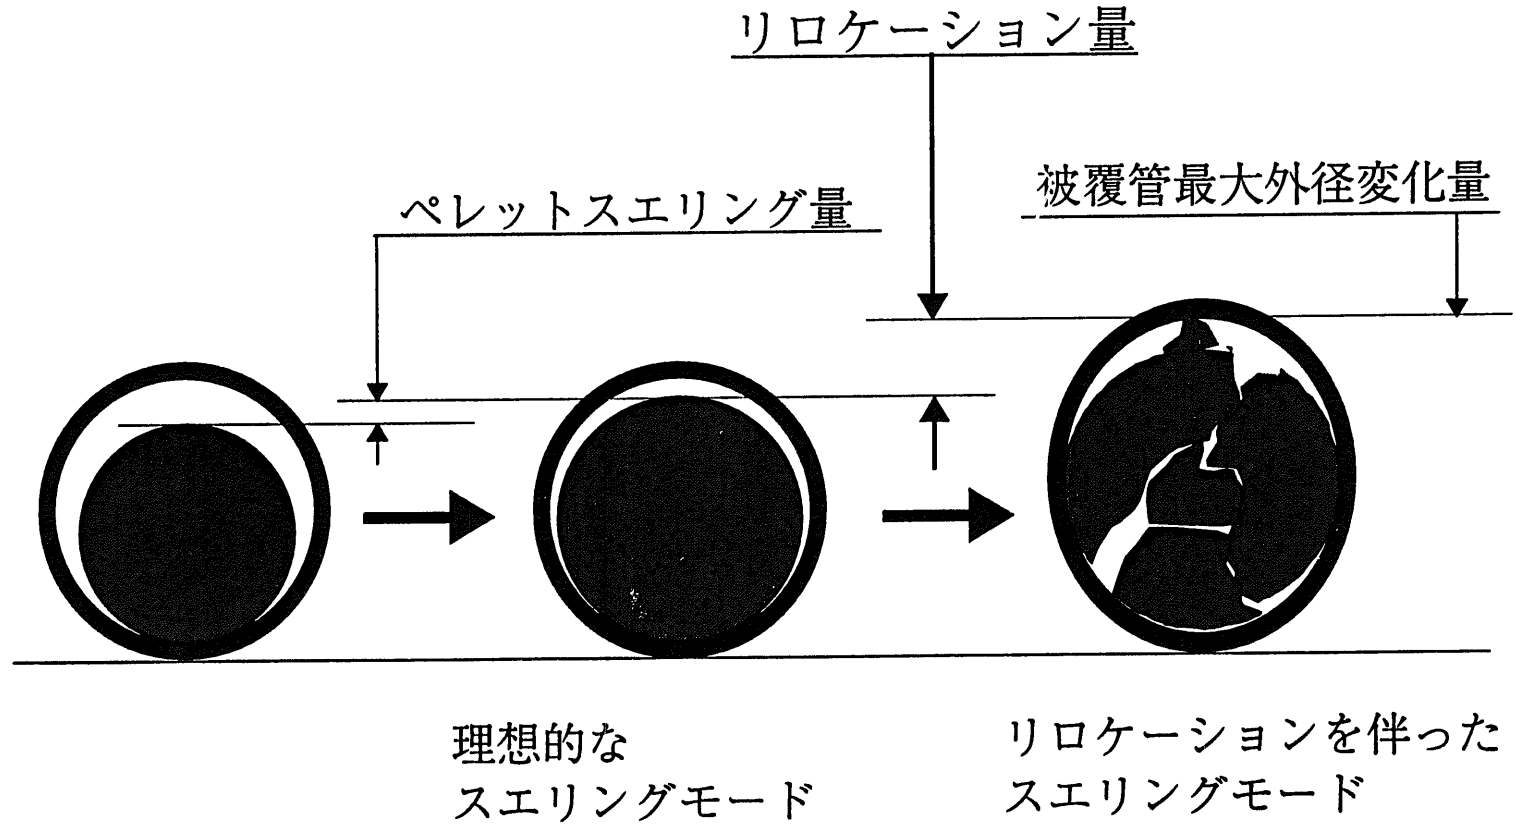 リロケーション量
被覆管最大外径変化量
ペレットスエリング量
理想的な
スエリングモード
リロケーションを伴った
スエリングモード